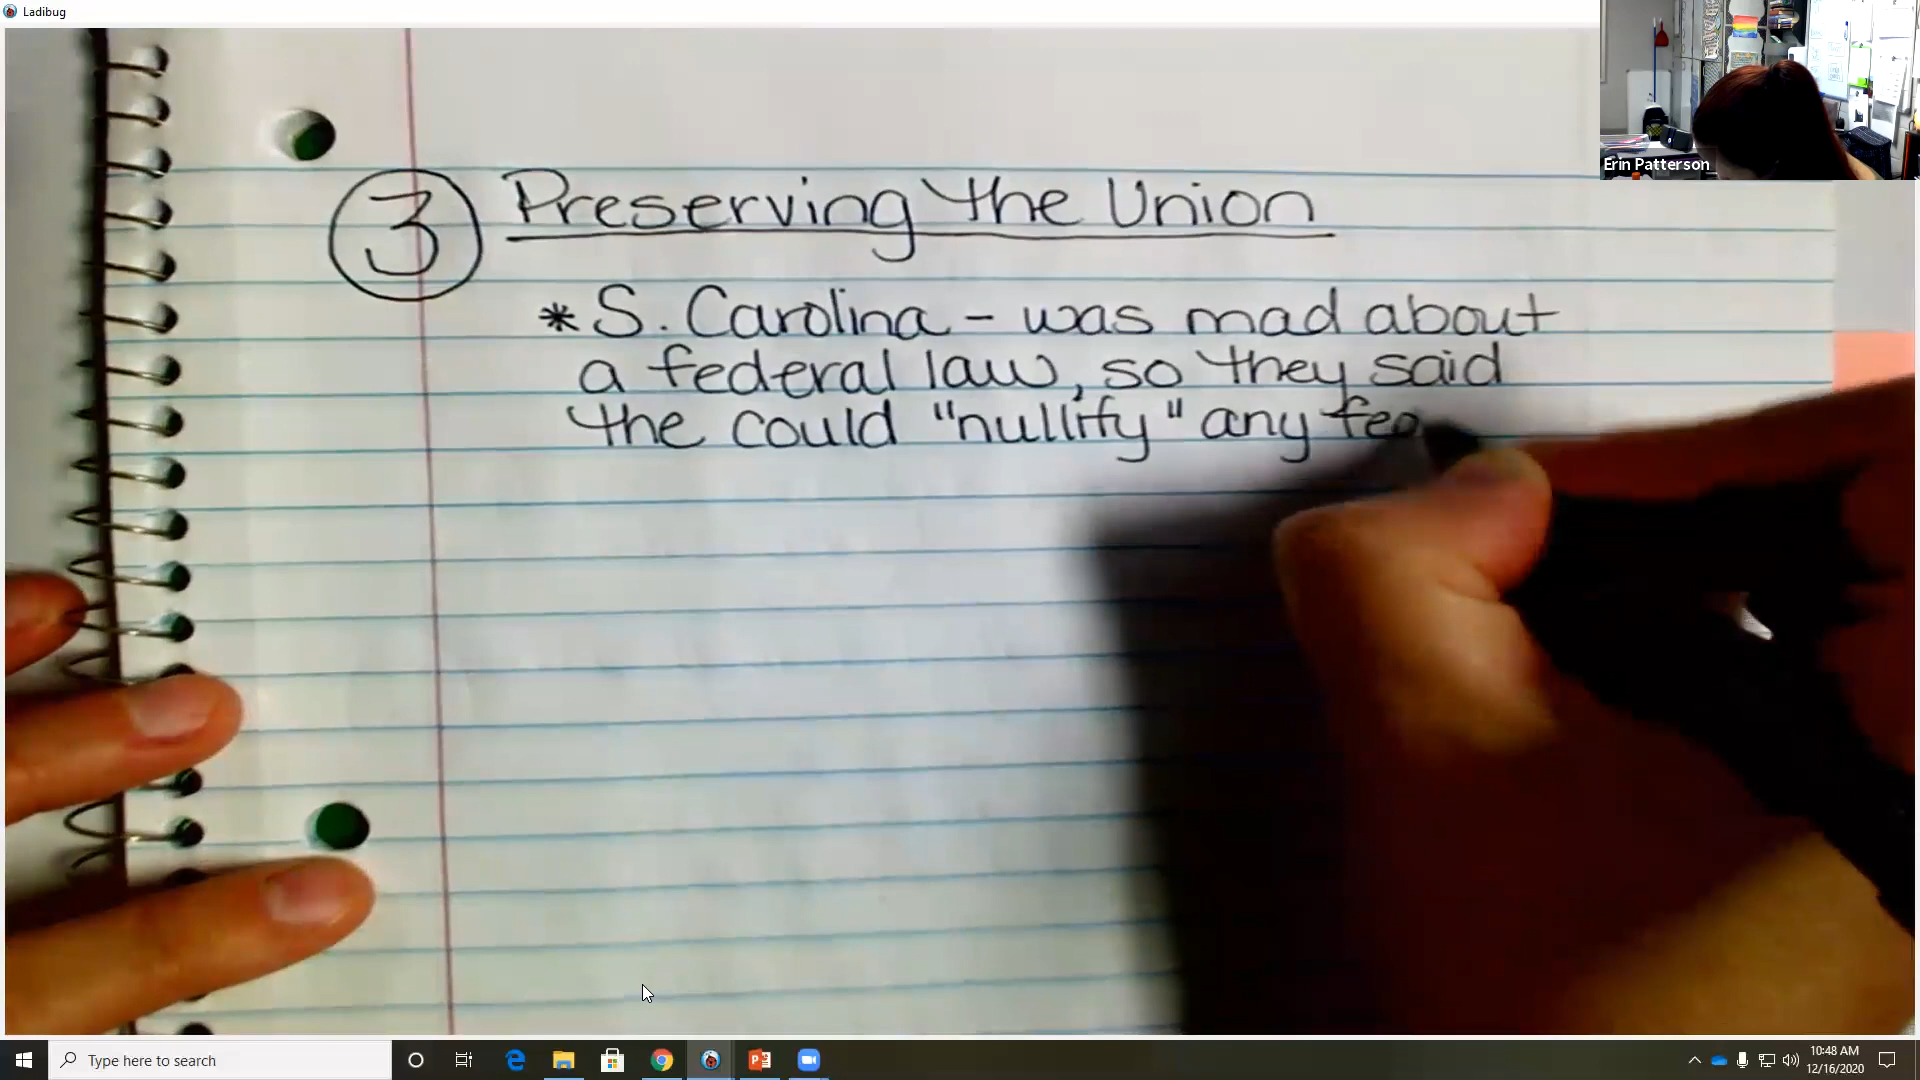 Ladibug
Erin Patterson
3 Preserving the Union
* S. Carolina - was mad about
a federal law, so they said
the could "nullify" any fe
Type here to search
10:48 AM
12/16/2020